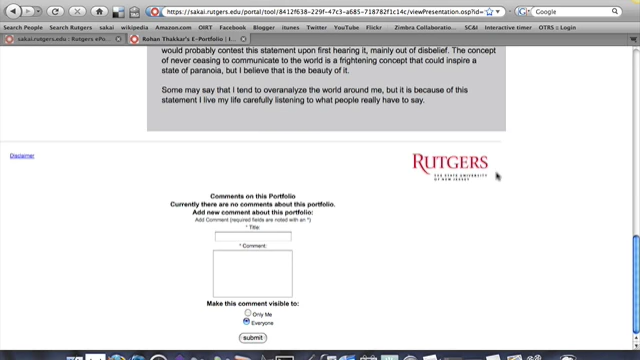 https://sakai.rutgers.edu/portal/tool/8412f638-229f-47c3-a685-718782f1c14c/viewPresentation.osp?id=
Google
Search People Search Rutgers sakai wikipedia Amazon.com OIRT Facebook Blogger itunes Twitter YouTube Flickr Zimbra Collaboratio... SC&I Interim Calendar OTRS :: Login
sakai.rutgers.edu : Rutgers ePo...
Rohan Thakkar's E-Portfolio | I...
would probably contest this statement upon first hearing it, mainly out of disbelief. The concept
of never ceasing to communicate to the world is a frightening concept that could inspire a
state of paranoia, but I believe that is the beauty of it.
Some may say that I tend to overanalyze the world around me, but it is because of this
statement I live my life carefully listening to what people really have to say.
Disclaimer
RUTGERS
THE STATE UNIVERSITY
OF NEW JERSEY
Comments on this Portfolio
Currently there are no comments about this portfolio.
Add new comment about this portfolio:
Add Comment (required fields are noted with an *)
* Title:
* Comment:
Make this comment visible to:
Only Me
Everyone
submit